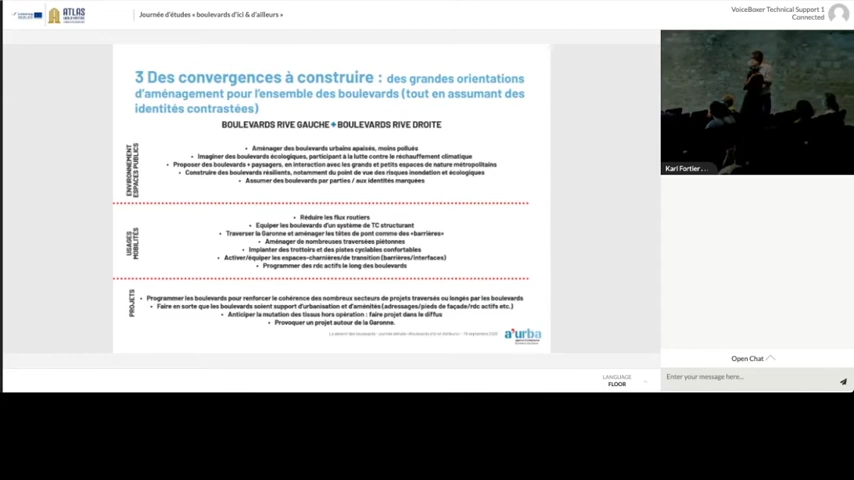 ATLAS
Journée d'études « boulevards d'ici & d'ailleurs »
VoiceBoxer Technical Support 1
Connected
3 Des convergences à construire : des grandes orientations
d'aménagement pour l'ensemble des boulevards (tout en assumant des
identités contrastées)
BOULEVARDS RIVE GAUCHE + BOULEVARDS RIVE DROITE
ENVIRONNEMENT
ESPACES PUBLICS
• Aménager des boulevards urbains apaisés, moins pollués
• Imaginer des boulevards écologiques, participant à la lutte contre le réchauffement climatique
• Proposer des boulevards + paysagers, en interaction avec les grands et petits espaces de nature métropolitains
• Construire des boulevards résilients, notamment du point de vue des risques inondation et écologiques
• Assumer des boulevards par parties / aux identités marquées
USAGES
MOBILITÉS
• Réduire les flux routiers
• Equiper les boulevards d'un système de TC structurant
• Traverser la Garonne et aménager les têtes de pont comme des «barrières»
• Aménager de nombreuses traversées piétonnes
• Implanter des trottoirs et des pistes cyclables confortables
• Activer/équiper les espaces-charnières/de transition (barrières/interfaces)
• Programmer des rdc actifs le long des boulevards
PROJETS
• Programmer les boulevards pour renforcer la cohérence des nombreux secteurs de projets traversés ou longés par les boulevards
• Faire en sorte que les boulevards soient support d'urbanisation et d'aménités (adressages/pieds de façade/rdc actifs etc.)
• Anticiper la mutation des tissus hors opération : faire projet dans le diffus
• Provoquer un projet autour de la Garonne.
a'urba
Karl Fortier ...
Open Chat
LANGUAGE
FLOOR
Enter your message here...